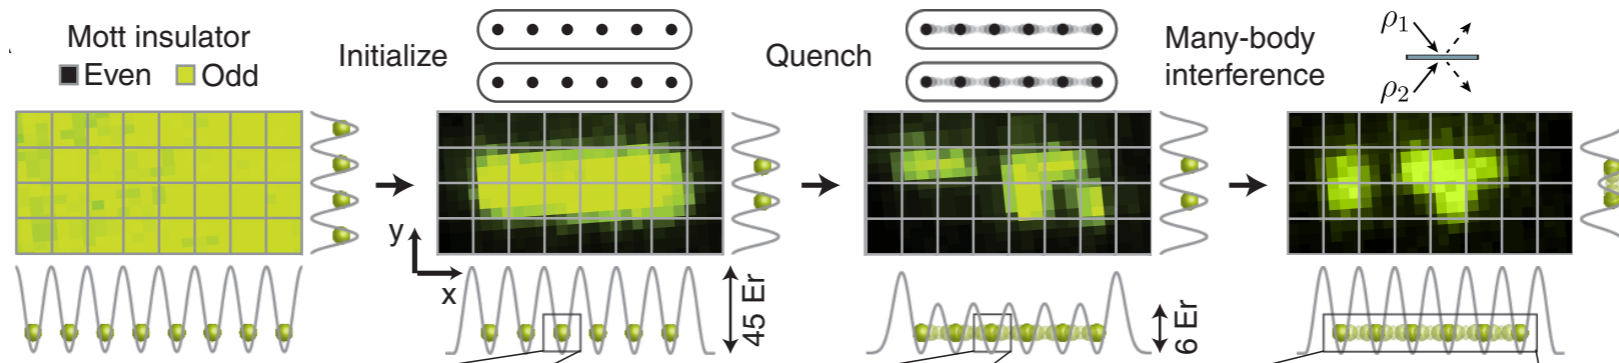 Mott insulator
Even Odd
Initialize
Quench
Many-body
interference
ρ1
ρ2
y
x
45 Er
6 Er